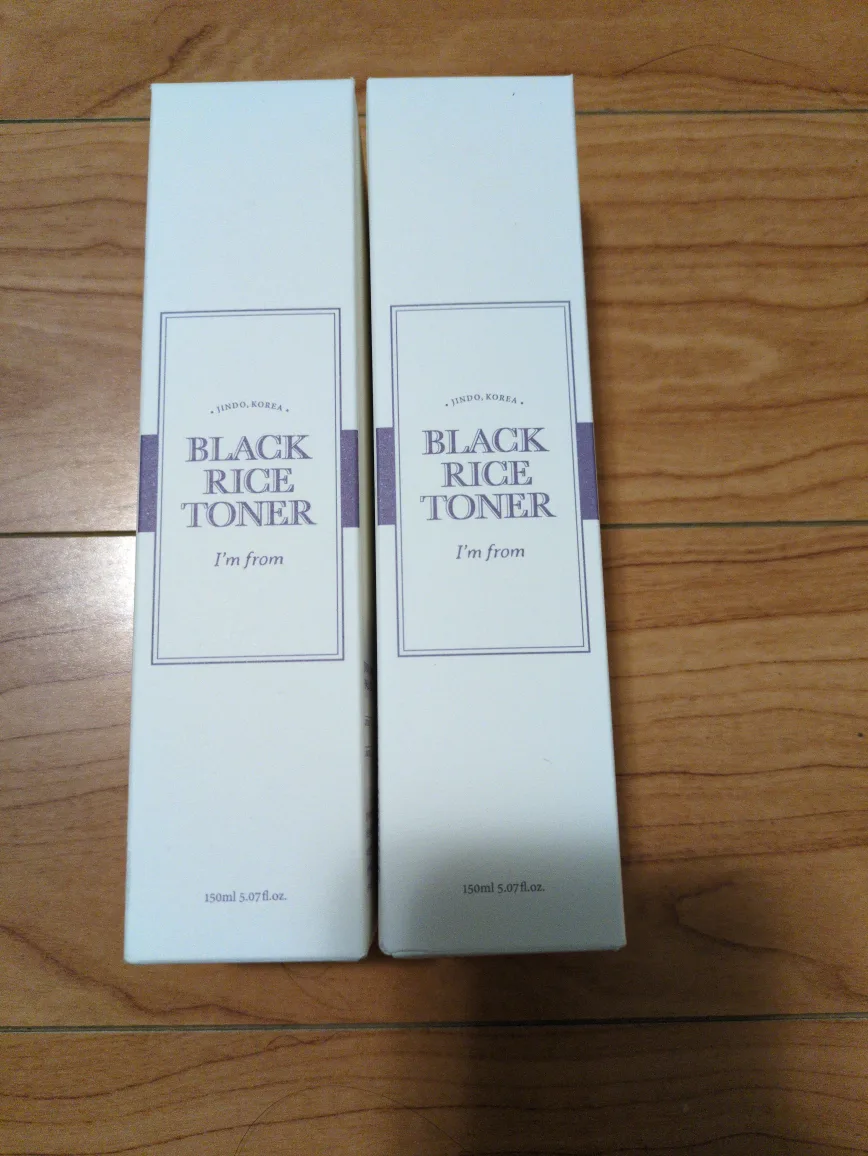 • JINDO, KOREA •
BLACK
RICE
TONER
I'm from
150ml 5.07fl.oz.
• JINDO, KOREA •
BLACK
RICE
TONER
I'm from
150ml 5.07fl.oz.